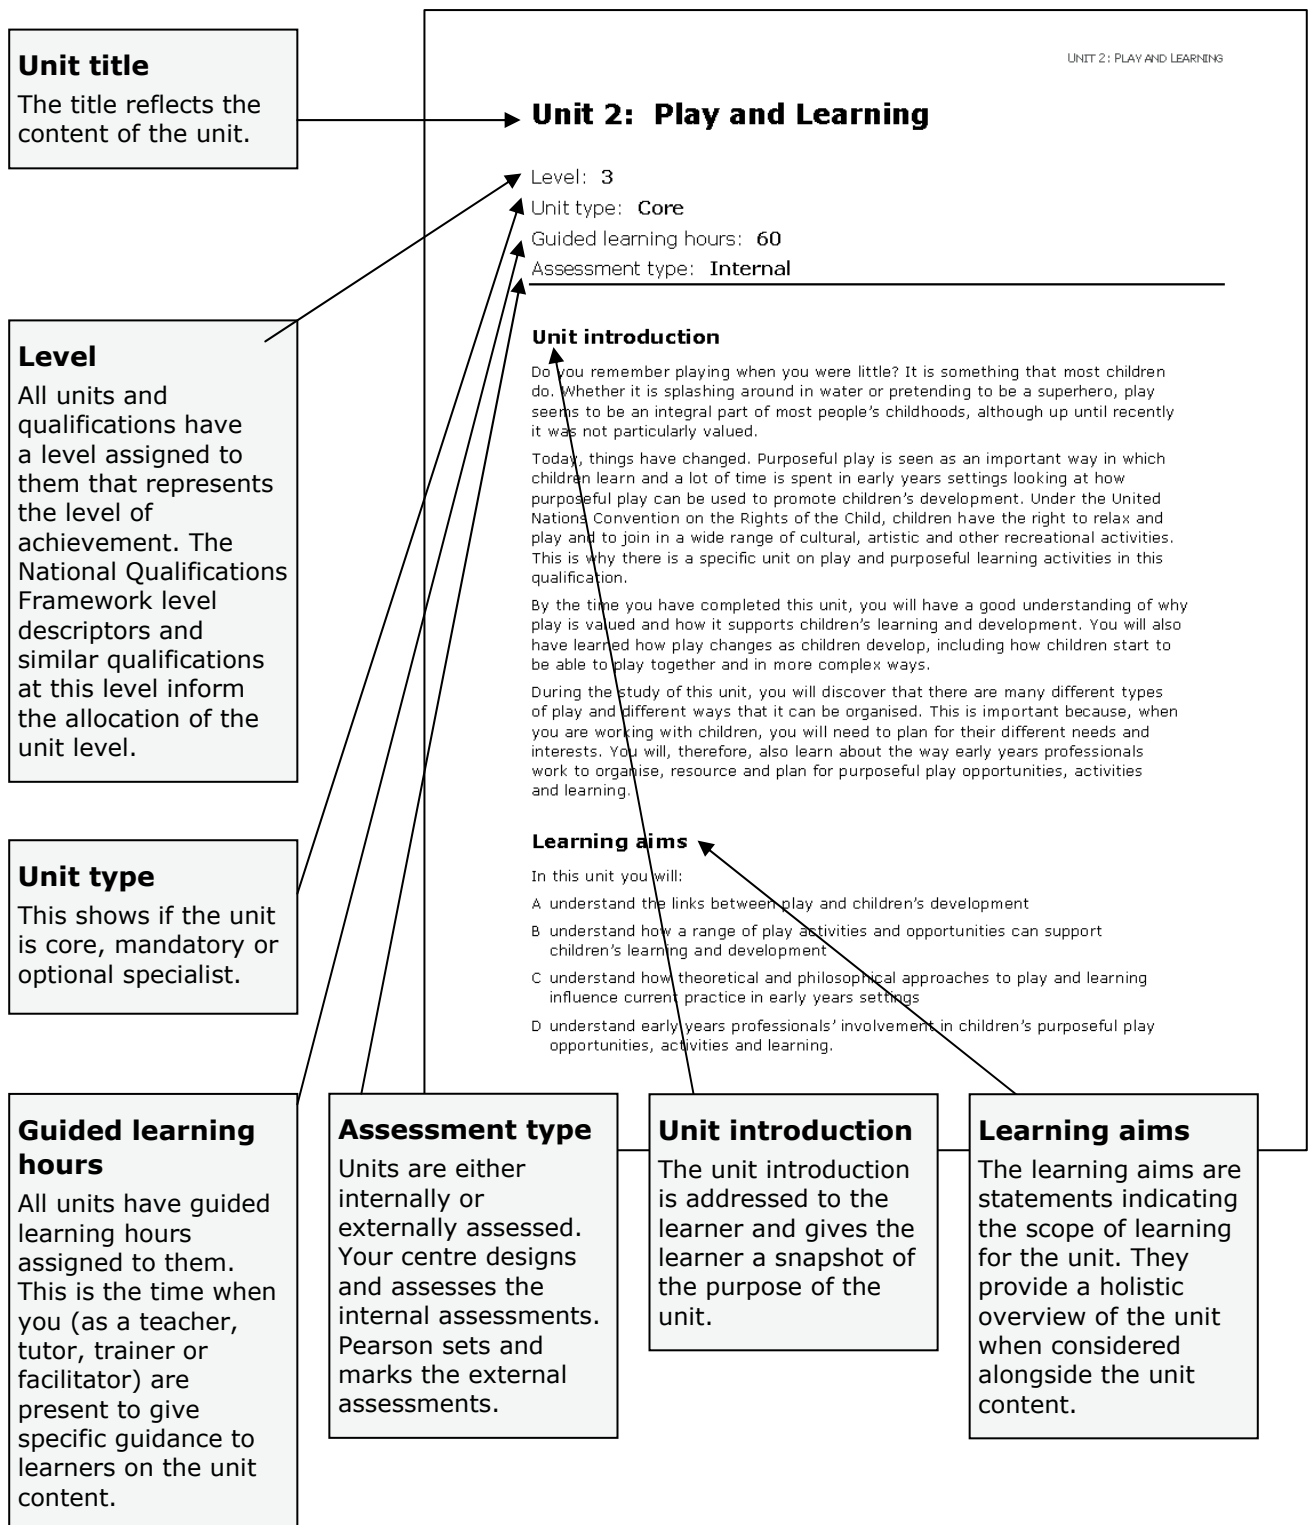 Unit title
The title reflects the
content of the unit.
Level
All units and
qualifications have
a level assigned to
them that represents
the level of
achievement. The
National Qualifications
Framework level
descriptors and
similar qualifications
at this level inform
the allocation of the
unit level.
Unit type
This shows if the unit
is core, mandatory or
optional specialist.
Guided learning
hours
All units have guided
learning hours
assigned to them.
This is the time when
you (as a teacher,
tutor, trainer or
facilitator) are
present to give
specific guidance to
learners on the unit
content.
UNIT 2: PLAY AND LEARNING
Unit 2: Play and Learning
Level: 3
Unit type: Core
Guided learning hours: 60
Assessment type: Internal
Unit introduction
Do you remember playing when you were little? It is something that most children
do. Whether it is splashing around in water or pretending to be a superhero, play
seems to be an integral part of most people's childhoods, although up until recently
it was not particularly valued.
Today, things have changed. Purposeful play is seen as an important way in which
children learn and a lot of time is spent in early years settings looking at how
purposeful play can be used to promote children's development. Under the United
Nations Convention on the Rights of the Child, children have the right to relax and
play and to join in a wide range of cultural, artistic and other recreational activities.
This is why there is a specific unit on play and purposeful learning activities in this
qualification.
By the time you have completed this unit, you will have a good understanding of why
play is valued and how it supports children's learning and development. You will also
have learned how play changes as children develop, including how children start to
be able to play together and in more complex ways.
During the study of this unit, you will discover that there are many different types
of play and different ways that it can be organised. This is important because, when
you are working with children, you will need to plan for their different needs and
interests. You will, therefore, also learn about the way early years professionals
work to organise, resource and plan for purposeful play opportunities, activities
and learning.
Learning aims
In this unit you will:
A understand the links between play and children's development
B understand how a range of play activities and opportunities can support
children's learning and development
C understand how theoretical and philosophical approaches to play and learning
influence current practice in early years settings
D understand early years professionals' involvement in children's purposeful play
opportunities, activities and learning.
Assessment type
Units are either
internally or
externally assessed.
Your centre designs
and assesses the
internal assessments.
Pearson sets and
marks the external
assessments.
Unit introduction
The unit introduction
is addressed to the
learner and gives the
learner a snapshot of
the purpose of the
unit.
Learning aims
The learning aims are
statements indicating
the scope of learning
for the unit. They
provide a holistic
overview of the unit
when considered
alongside the unit
content.